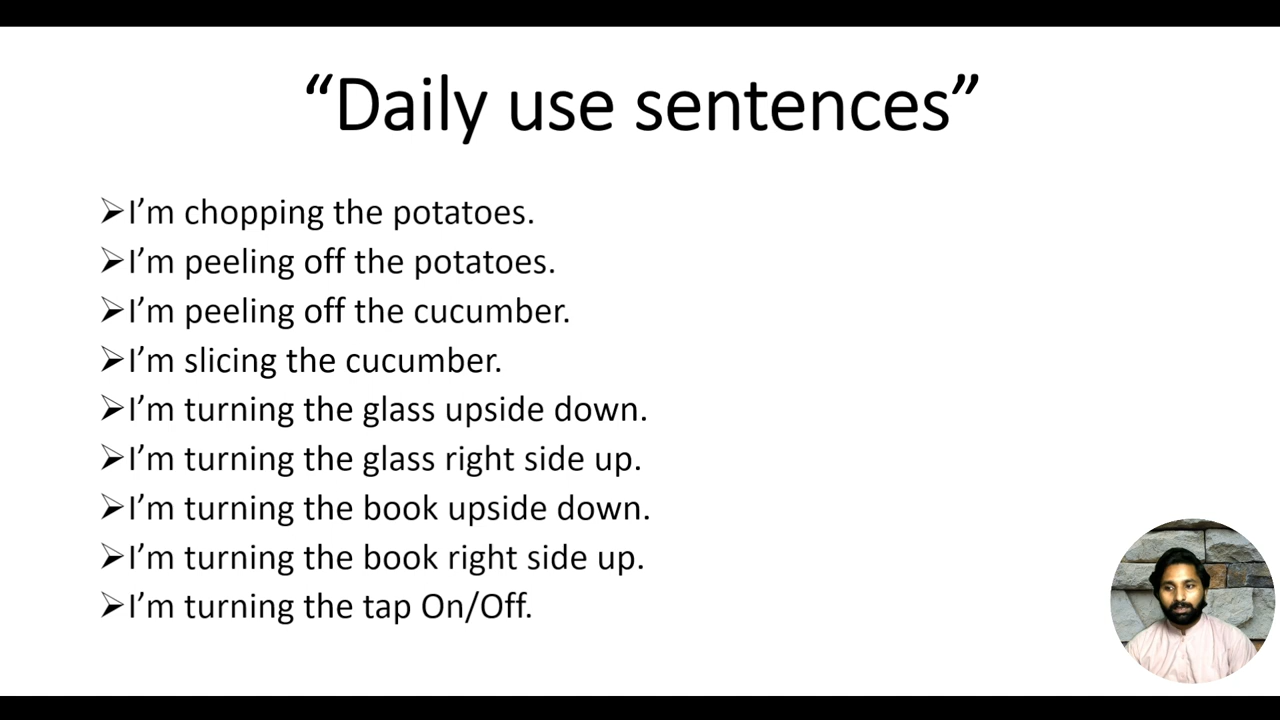 “Daily use sentences”
➢I’m chopping the potatoes.
➢I’m peeling off the potatoes.
➢I’m peeling off the cucumber.
➢I’m slicing the cucumber.
➢I’m turning the glass upside down.
➢I’m turning the glass right side up.
➢I’m turning the book upside down.
➢I’m turning the book right side up.
➢I’m turning the tap On/Off.